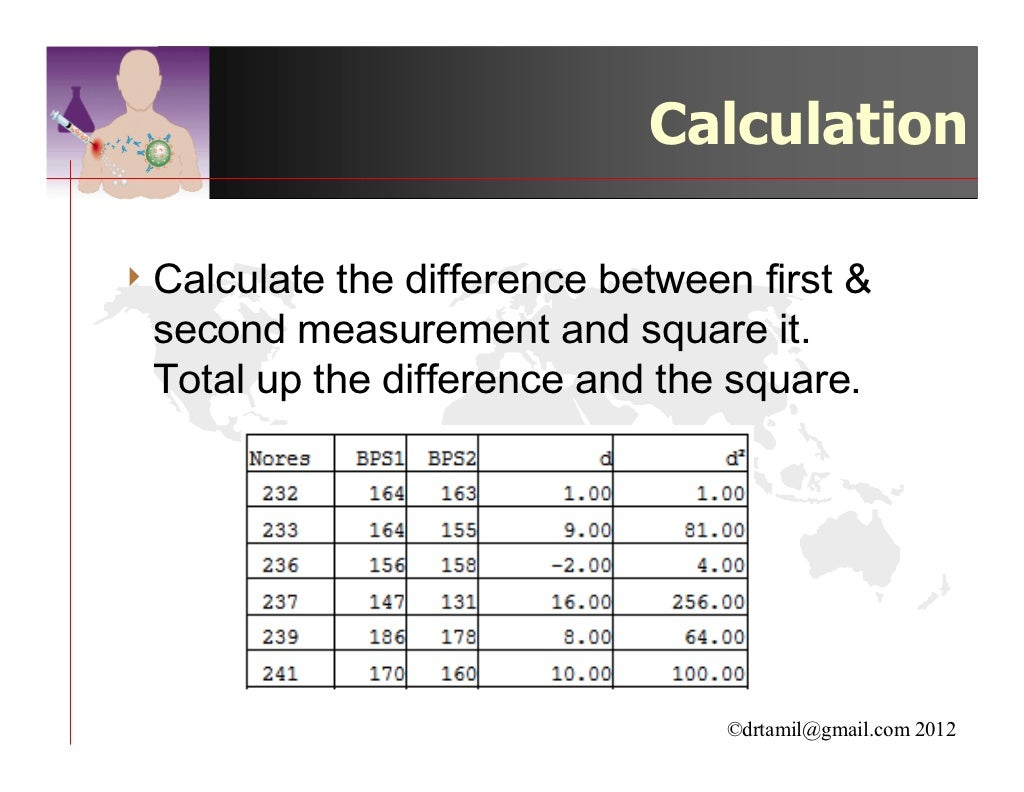 Calculation
Calculate the difference between first &
second measurement and square it.
Total up the difference and the square.
Nores BPS1 BPS2 d d²
232 164 163 1.00 1.00
233 164 155 9.00 81.00
236 156 158 -2.00 4.00
237 147 131 16.00 256.00
239 186 178 8.00 64.00
241 170 160 10.00 100.00
©drtamil@gmail.com 2012